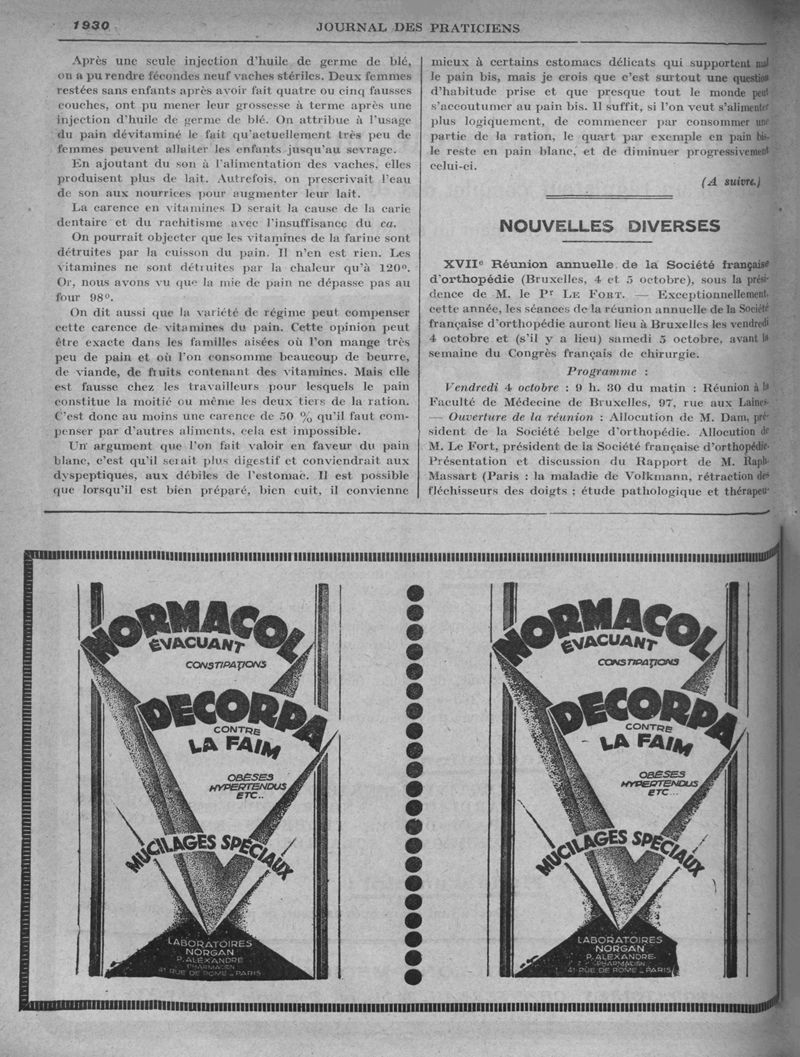 1930
JOURNAL DES PRATICIENS
Après une seule injection d'huile de germe de blé,
on a pu rendre fécondes neuf vaches stériles. Deux femmes
restées sans enfants après avoir fait quatre ou cinq fausses
couches, ont pu mener leur grossesse à terme après une
injection d'huile de germe de blé. On attribue à l'usage
du pain dévitaminé le fait qu'actuellement très peu de
femmes peuvent allaiter les enfants jusqu'au sevrage.
En ajoutant du son à l'alimentation des vaches, elles
produisent plus de lait. Autrefois, on prescrivait l'eau
de son aux nourrices pour augmenter leur lait.
La carence en vitamines D serait la cause de la carie
dentaire et du rachitisme avec l'insuffisance du ca.
On pourrait objecter que les vitamines de la farine sont
détruites par la cuisson du pain. Il n'en est rien. Les
vitamines ne sont détruites par la chaleur qu'à 120°.
Or, nous avons vu que la mie de pain ne dépasse pas au
four 98°.
On dit aussi que la variété de régime peut compenser
cette carence de vitamines du pain. Cette opinion peut
être exacte dans les familles aisées où l'on mange très
peu de pain et où l'on consomme beaucoup de beurre,
de viande, de fruits contenant des vitamines. Mais elle
est fausse chez les travailleurs pour lesquels le pain
constitue la moitié ou même les deux tiers de la ration.
C'est donc au moins une carence de 50 % qu'il faut com-
penser par d'autres aliments, cela est impossible.
Un argument que l'on fait valoir en faveur du pain
blanc, c'est qu'il serait plus digestif et conviendrait aux
dyspeptiques, aux débiles de l'estomac. Il est possible
que lorsqu'il est bien préparé, bien cuit, il convienne
mieux à certains estomacs délicats qui supportent mal
le pain bis, mais je crois que c'est surtout une question
d'habitude prise et que presque tout le monde peut
s'accoutumer au pain bis. Il suffit, si l'on veut s'alimenter
plus logiquement, de commencer par consommer une
partie de la ration, le quart par exemple en pain bis,
le reste en pain blanc, et de diminuer progressivement
celui-ci.
(A suivre.)
NOUVELLES DIVERSES
XVIIe Réunion annuelle de la Société française
d'orthopédie (Bruxelles, 4 et 5 octobre), sous la prési-
dence de M. le Pr LE FORT. — Exceptionnellement,
cette année, les séances de la réunion annuelle de la Société
française d'orthopédie auront lieu à Bruxelles les vendredi
4 octobre et (s'il y a lieu) samedi 5 octobre, avant la
semaine du Congrès français de chirurgie.
Programme :
Vendredi 4 octobre : 9 h. 30 du matin : Réunion à la
Faculté de Médecine de Bruxelles, 97, rue aux Laines.
— Ouverture de la réunion : Allocution de M. Dam, pré-
sident de la Société belge d'orthopédie. Allocution de
M. Le Fort, président de la Société française d'orthopédie.
Présentation et discussion du Rapport de M. Raph.
Massart (Paris : la maladie de Volkmann, rétraction des
fléchisseurs des doigts ; étude pathologique et thérapeu-
NORMACOL
ÉVACUANT
CONSTIPATIONS
DECORPA
CONTRE
LA FAIM
OBÈSES
HYPERTENDUS
ETC..
MUCILAGES SPÉCIAUX
LABORATOIRES
NORGAN
P. ALEXANDRE
PHARMACIEN
41 RUE DE ROME _ PARIS
NORMACOL
ÉVACUANT
CONSTIPATIONS
DECORPA
CONTRE
LA FAIM
OBÈSES
HYPERTENDUS
ETC...
MUCILAGES SPÉCIAUX
LABORATOIRES
NORGAN
P. ALEXANDRE
PHARMACIEN
41 RUE DE ROME _ PARIS